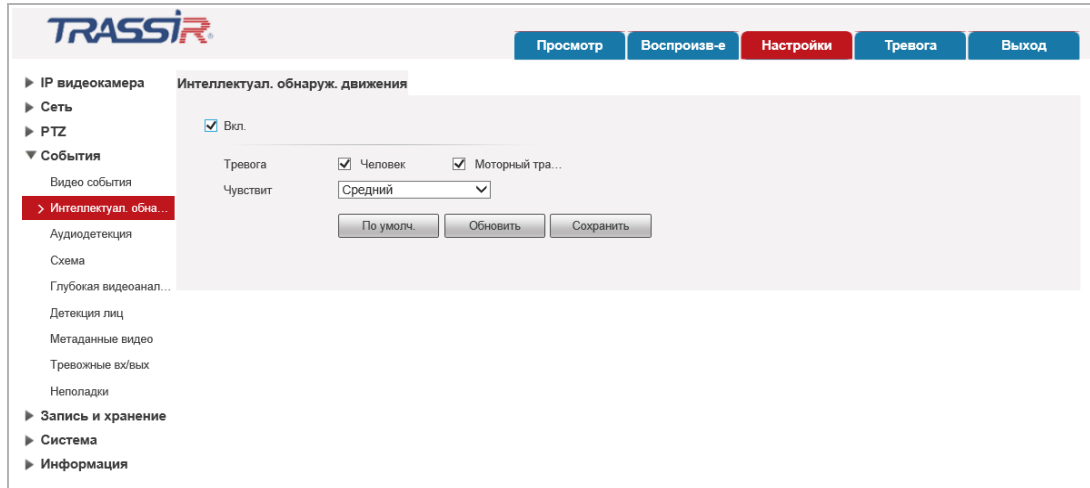 TRASSIR
Просмотр Воспроизв-е Настройки Тревога Выход
IP видеокамера
Сеть
PTZ
События
Видео события
Интеллектуал. обна...
Аудиодетекция
Схема
Глубокая видеоанал...
Детекция лиц
Метаданные видео
Тревожные вх/вых
Неполадки
Запись и хранение
Система
Информация
Интеллектуал. обнаруж. движения
Вкл.
Тревога Человек Моторный тра...
Чувствит Средний
По умолч. Обновить Сохранить